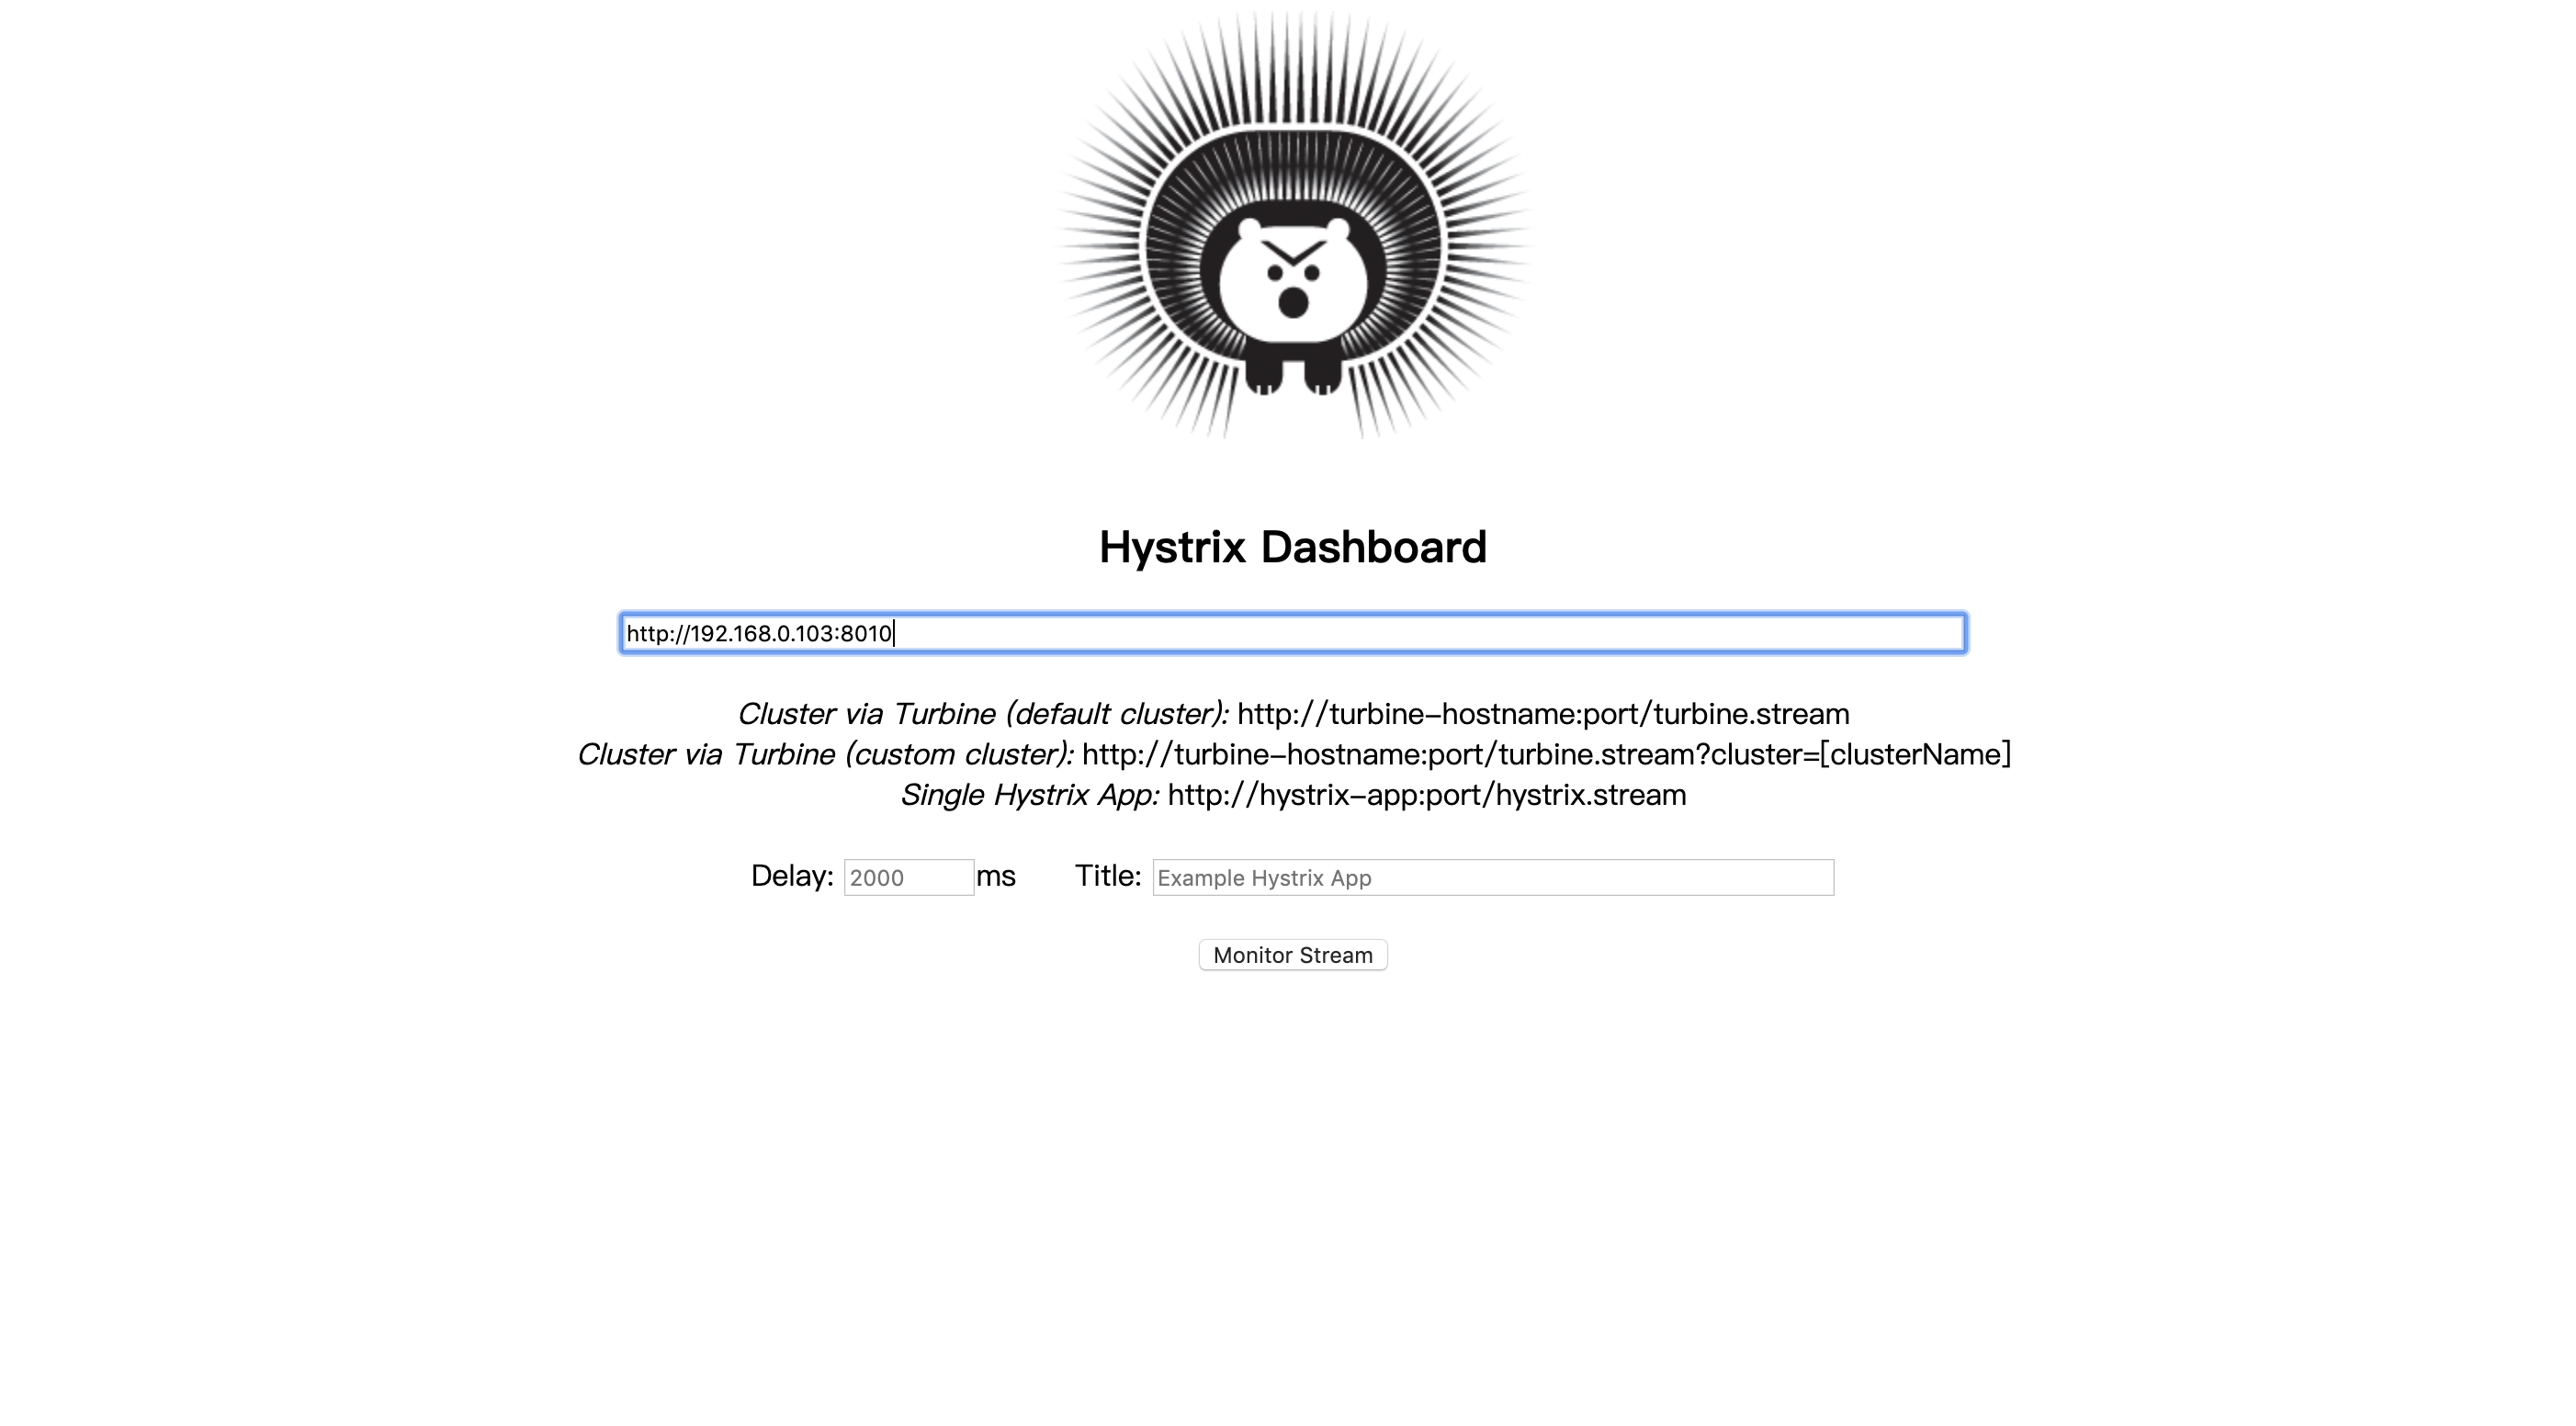 Hystrix Dashboard
http://192.168.0.103:8010
Cluster via Turbine (default cluster): http://turbine-hostname:port/turbine.stream
Cluster via Turbine (custom cluster): http://turbine-hostname:port/turbine.stream?cluster=[clusterName]
Single Hystrix App: http://hystrix-app:port/hystrix.stream
Delay: 2000 ms Title: Example Hystrix App
Monitor Stream